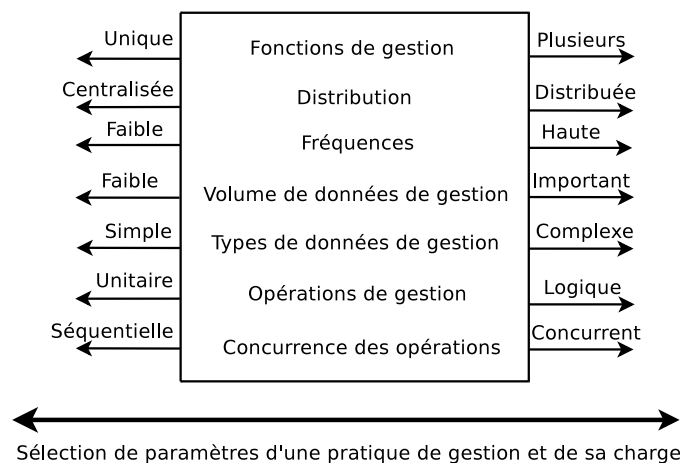 Unique Fonctions de gestion Plusieurs
Centralisée Distribution Distribuée
Faible Fréquences Haute
Faible Volume de données de gestion Important
Simple Types de données de gestion Complexe
Unitaire Opérations de gestion Logique
Séquentielle Concurrence des opérations Concurrent
Sélection de paramètres d'une pratique de gestion et de sa charge